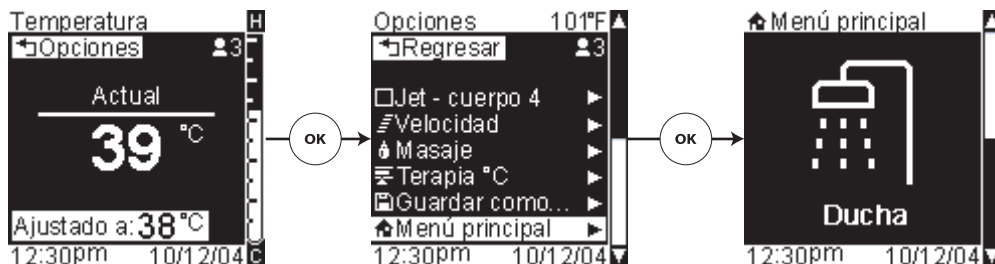 Temperatura H
Opciones 3
Actual
39 °C
Ajustado a: 38°C
12:30pm 10/12/04 C
OK
Opciones 101°F
Regresar 3
Jet - cuerpo 4
Velocidad
Masaje
Terapia °C
Guardar como...
Menú principal
12:30pm 10/12/04
OK
Menú principal
Ducha
12:30pm 10/12/04